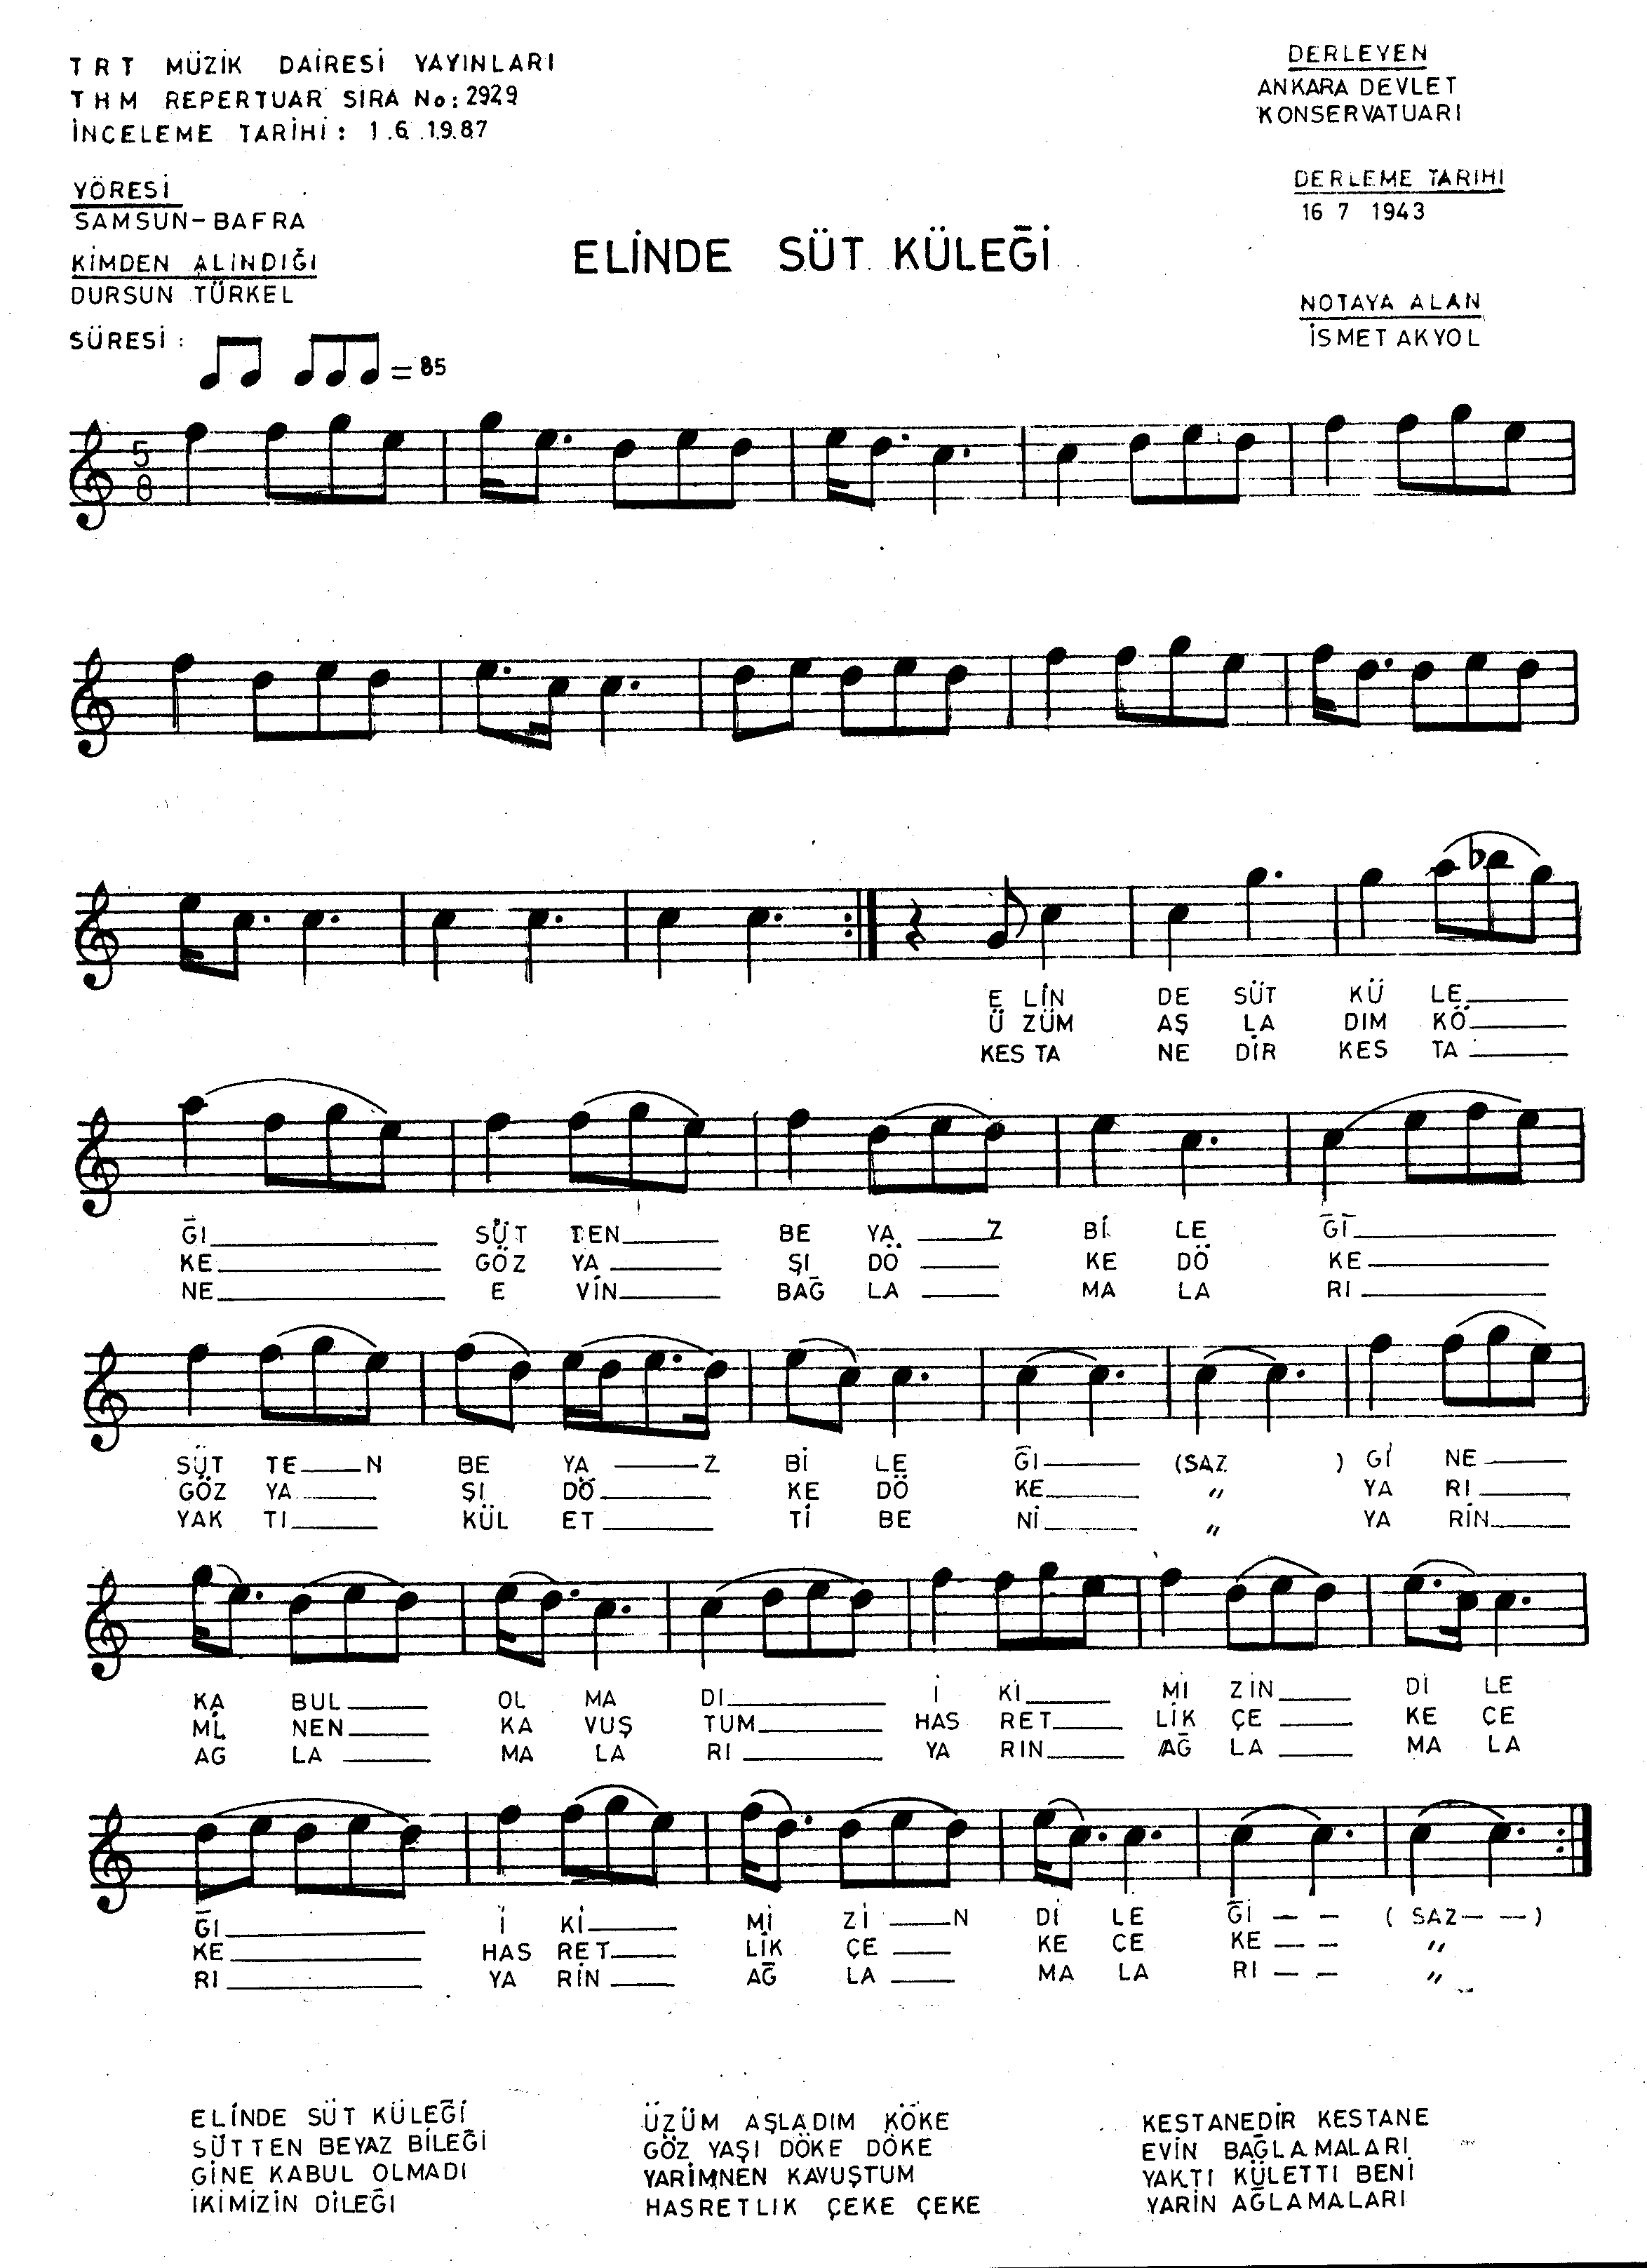 TRT MÜZİK DAİRESİ YAYINLARI
THM REPERTUAR SIRA No: 2929
İNCELEME TARİHİ: 1.6.1987
DERLEYEN
ANKARA DEVLET
KONSERVATUARI
YÖRESİ
SAMSUN-BAFRA
DERLEME TARIHI
16 7 1943
KİMDEN ALINDIĞI
DURSUN TÜRKEL
ELİNDE SÜT KÜLEĞİ
NOTAYA ALAN
İSMET AKYOL
SÜRESİ:
= 85
5
8
E LİN DE SÜT KÜ LE
Ü ZÜM AŞ LA DIM KÖ
KES TA NE DİR KES TA
ĞI SÜT TEN BE YA Z Bİ LE Ğİ
KE GÖZ YA ŞI DÖ KE DÖ KE
NE E VİN BAĞ LA MA LA RI
SÜT TE N BE YA Z Bİ LE ĞI (SAZ ) Gİ NE
GÖZ YA ŞI DÖ KE DÖ KE " YA RI
YAK TI KÜL ET Tİ BE Nİ " YA RİN
KA BUL OL MA DI İ Kİ Mİ ZİN Dİ LE
Mİ NEN KA VUŞ TUM HAS RET LİK ÇE KE ÇE
AG LA MA LA RI YA RIN AĞ LA MA LA
ĞI İ Kİ Mİ Zİ N Dİ LE Ğİ (SAZ )
KE HAS RET LİK ÇE KE ÇE KE "
RI YA RİN AĞ LA MA LA RI "
ELİNDE SÜT KÜLEĞİ
SÜTTEN BEYAZ BİLEĞİ
GİNE KABUL OLMADI
İKİMİZİN DİLEĞI
ÜZÜM AŞLADIM KÖKE
GÖZ YAŞI DÖKE DÖKE
YARİMNEN KAVUŞTUM
HASRETLIK ÇEKE ÇEKE
KESTANEDİR KESTANE
EVİN BAĞLAMALARI
YAKTI KÜLETTI BENİ
YARİN AĞLAMALARI